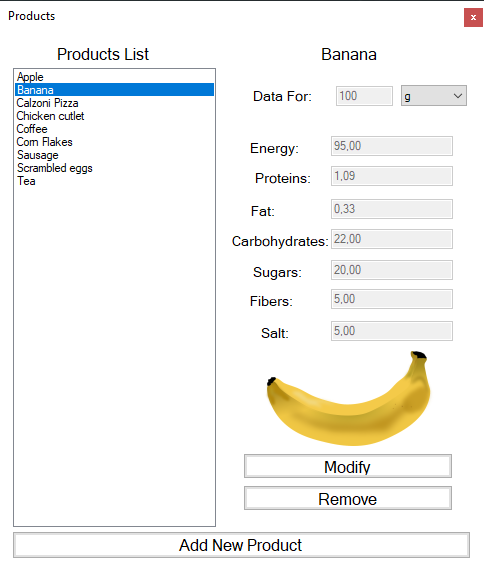 Products
x
Products List
Apple
Banana
Calzoni Pizza
Chicken cutlet
Coffee
Corn Flakes
Sausage
Scrambled eggs
Tea
Banana
Data For: 100 g
Energy: 95,00
Proteins: 1,09
Fat: 0,33
Carbohydrates: 22,00
Sugars: 20,00
Fibers: 5,00
Salt: 5,00
Modify
Remove
Add New Product